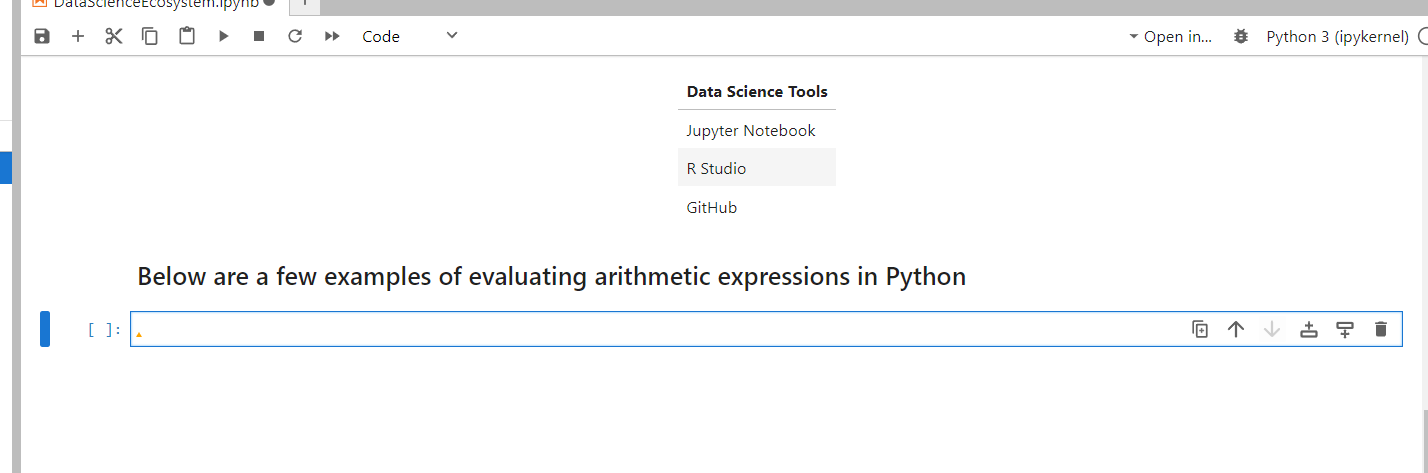 DataScienceEcosystem.ipynb
Code
Open in...
Python 3 (ipykernel)
Data Science Tools
Jupyter Notebook
R Studio
GitHub
Below are a few examples of evaluating arithmetic expressions in Python
[ ]: